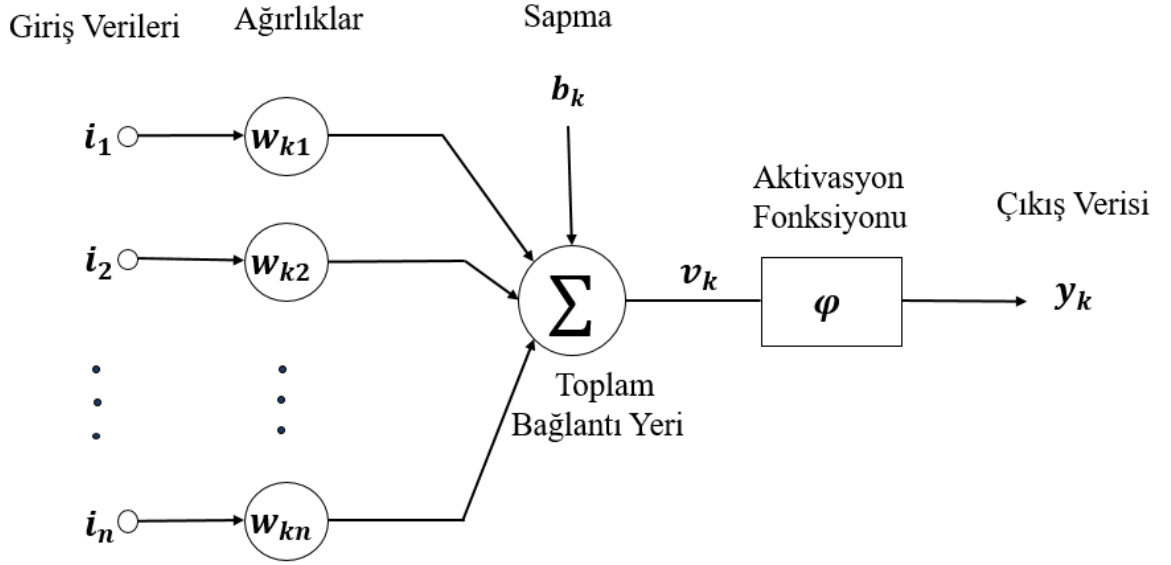 Giriş Verileri
Ağırlıklar
Sapma
b_k
i_1
w_k1
Aktivasyon
Fonksiyonu
Çıkış Verisi
i_2
w_k2
Σ
v_k
φ
y_k
Toplam
Bağlantı Yeri
i_n
w_kn